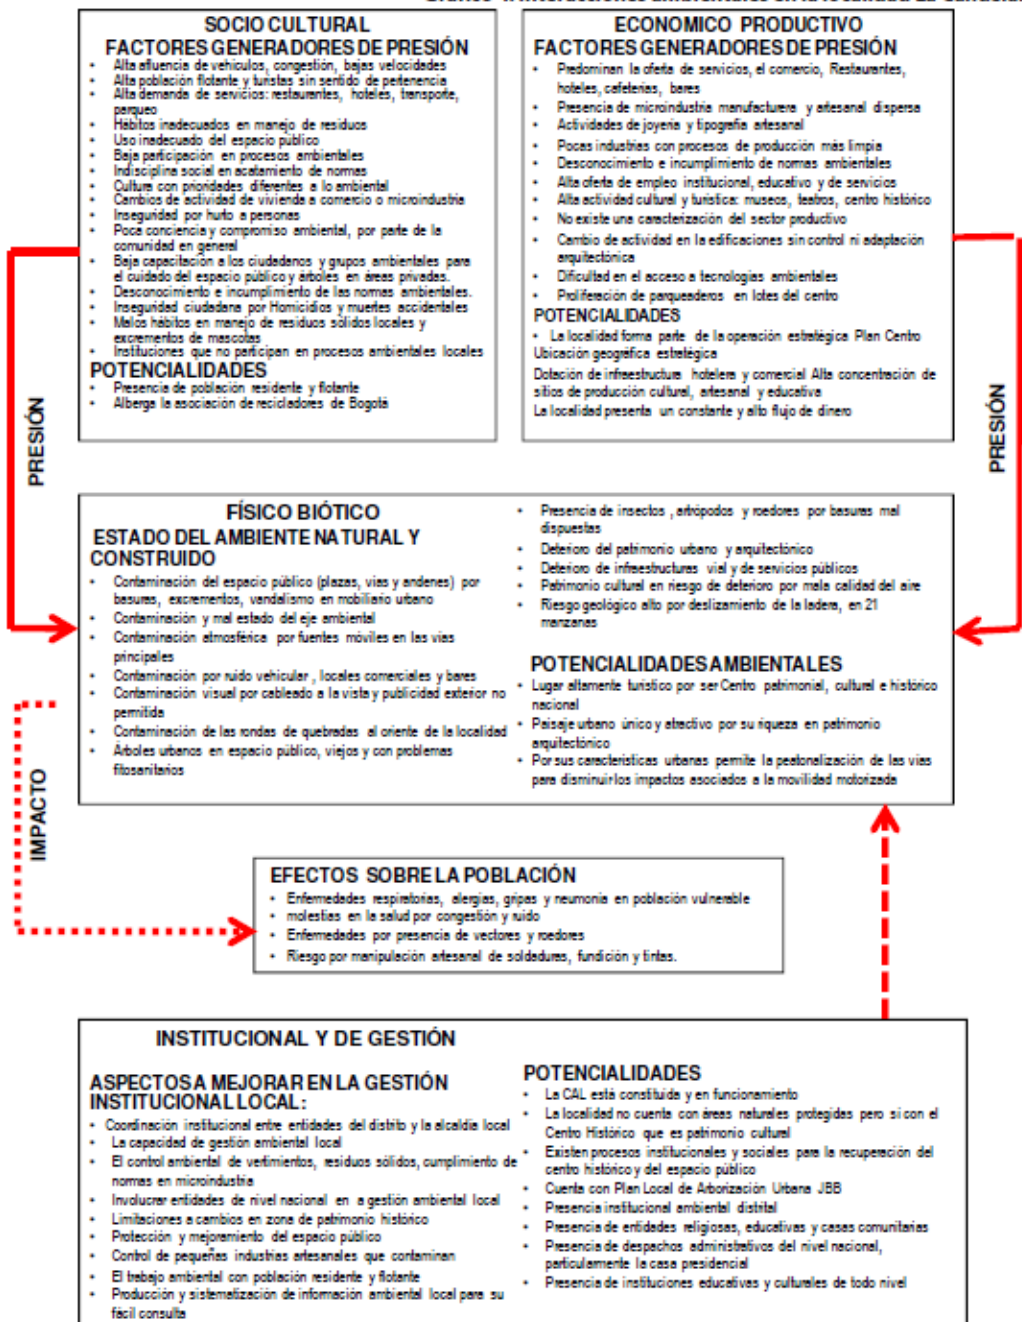 SOCIO CULTURAL
FACTORES GENERADORES DE PRESIÓN
• Alta afluencia de vehículos, congestión, bajas velocidades
• Alta población flotante y turistas sin sentido de pertenencia
• Alta demanda de servicios: restaurantes, hoteles, transporte,
parqueo
• Hábitos inadecuados en manejo de residuos
• Uso inadecuado del espacio público
• Baja participación en procesos ambientales
• Indisciplina social en acatamiento de normas
• Cultura con prioridades diferentes a lo ambiental
• Cambios de actividad de vivienda a comercio o microindustria
• Inseguridad por hurto a personas
• Poca conciencia y compromiso ambiental, por parte de la
comunidad en general
• Baja capacitación a los ciudadanos y grupos ambientales para
el cuidado del espacio público y árboles en áreas privadas.
• Desconocimiento e incumplimiento de las normas ambientales.
• Inseguridad ciudadana por Homicidios y muertes accidentales
• Malos hábitos en manejo de residuos sólidos locales y
excrementos de mascotas
• Instituciones que no participan en procesos ambientales locales
POTENCIALIDADES
• Presencia de población residente y flotante
• Alberga la asociación de recicladores de Bogotá
ECONOMICO PRODUCTIVO
FACTORES GENERADORES DE PRESIÓN
• Predominan la oferta de servicios, el comercio, Restaurantes,
hoteles, cafeterías, bares
• Presencia de microindustria manufacturera y artesanal dispersa
• Actividades de joyería y tipografía artesanal
• Pocas industrias con procesos de producción más limpia
• Desconocimiento e incumplimiento de normas ambientales
• Alta oferta de empleo institucional, educativo y de servicios
• Alta actividad cultural y turística: museos, teatros, centro histórico
• No existe una caracterización del sector productivo
• Cambio de actividad en la edificaciones sin control ni adaptación
arquitectónica
• Dificultad en el acceso a tecnologías ambientales
• Proliferación de parqueaderos en lotes del centro
POTENCIALIDADES
• La localidad forma parte de la operación estratégica Plan Centro
Ubicación geográfica estratégica
Dotación de infraestructura hotelera y comercial Alta concentración de
sitios de producción cultural, artesanal y educativa
La localidad presenta un constante y alto flujo de dinero
PRESIÓN
PRESIÓN
FÍSICO BIÓTICO
ESTADO DEL AMBIENTE NATURAL Y
CONSTRUIDO
• Contaminación del espacio público (plazas, vías y andenes) por
basuras, excrementos, vandalismo en mobiliario urbano
• Contaminación y mal estado del eje ambiental
• Contaminación atmosférica por fuentes móviles en las vías
principales
• Contaminación por ruido vehicular , locales comerciales y bares
• Contaminación visual por cableado a la vista y publicidad exterior no
permitida
• Contaminación de las rondas de quebradas al oriente de la localidad
• Árboles urbanos en espacio público, viejos y con problemas
fitosanitarios
• Presencia de insectos , artrópodos y roedores por basuras mal
dispuestas
• Deterioro del patrimonio urbano y arquitectónico
• Deterioro de infraestructuras vial y de servicios públicos
• Patrimonio cultural en riesgo de deterioro por mala calidad del aire
• Riesgo geológico alto por deslizamiento de la ladera, en 21
manzanas
POTENCIALIDADES AMBIENTALES
• Lugar altamente turístico por ser Centro patrimonial, cultural e histórico
nacional
• Paisaje urbano único y atractivo por su riqueza en patrimonio
arquitectónico
• Por sus características urbanas permite la peatonalización de las vías
para disminuir los impactos asociados a la movilidad motorizada
IMPACTO
EFECTOS SOBRE LA POBLACIÓN
• Enfermedades respiratorias, alergias, gripas y neumonía en población vulnerable
• molestias en la salud por congestión y ruido
• Enfermedades por presencia de vectores y roedores
• Riesgo por manipulación artesanal de soldaduras, fundición y tintas.
INSTITUCIONAL Y DE GESTIÓN
ASPECTOS A MEJORAR EN LA GESTIÓN
INSTITUCIONAL LOCAL:
• Coordinación institucional entre entidades del distrito y la alcaldía local
• La capacidad de gestión ambiental local
• El control ambiental de vertimientos, residuos sólidos, cumplimiento de
normas en microindustria
• Involucrar entidades de nivel nacional en a gestión ambiental local
• Limitaciones a cambios en zona de patrimonio histórico
• Protección y mejoramiento del espacio público
• Control de pequeñas industrias artesanales que contaminan
• El trabajo ambiental con población residente y flotante
• Producción y sistematización de información ambiental local para su
fácil consulta
POTENCIALIDADES
• La CAL está constituida y en funcionamiento
• La localidad no cuenta con áreas naturales protegidas pero si con el
Centro Histórico que es patrimonio cultural
• Existen procesos institucionales y sociales para la recuperación del
centro histórico y del espacio público
• Cuenta con Plan Local de Arborización Urbana JBB
• Presencia institucional ambiental distrital
• Presencia de entidades religiosas, educativas y casas comunitarias
• Presencia de despachos administrativos del nivel nacional,
particularmente la casa presidencial
• Presencia de instituciones educativas y culturales de todo nivel